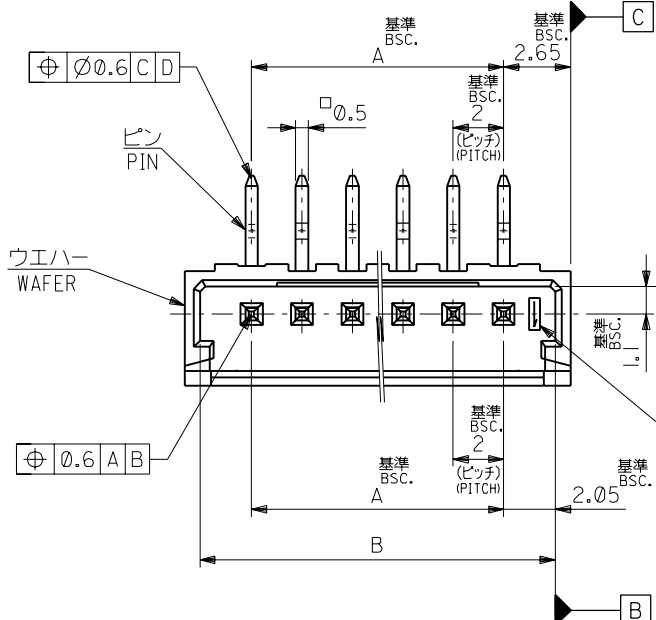 基準
BSC.
A
基準
BSC.
2.65
C
⌖ Ø0.6 C D
□0.5
基準
BSC.
2
(ピッチ)
(PITCH)
ピン
PIN
ウエハー
WAFER
基準
BSC.
1.1
⌖ 0.6 A B
基準
BSC.
2
(ピッチ)
(PITCH)
基準
BSC.
A
基準
BSC.
2.05
B
B